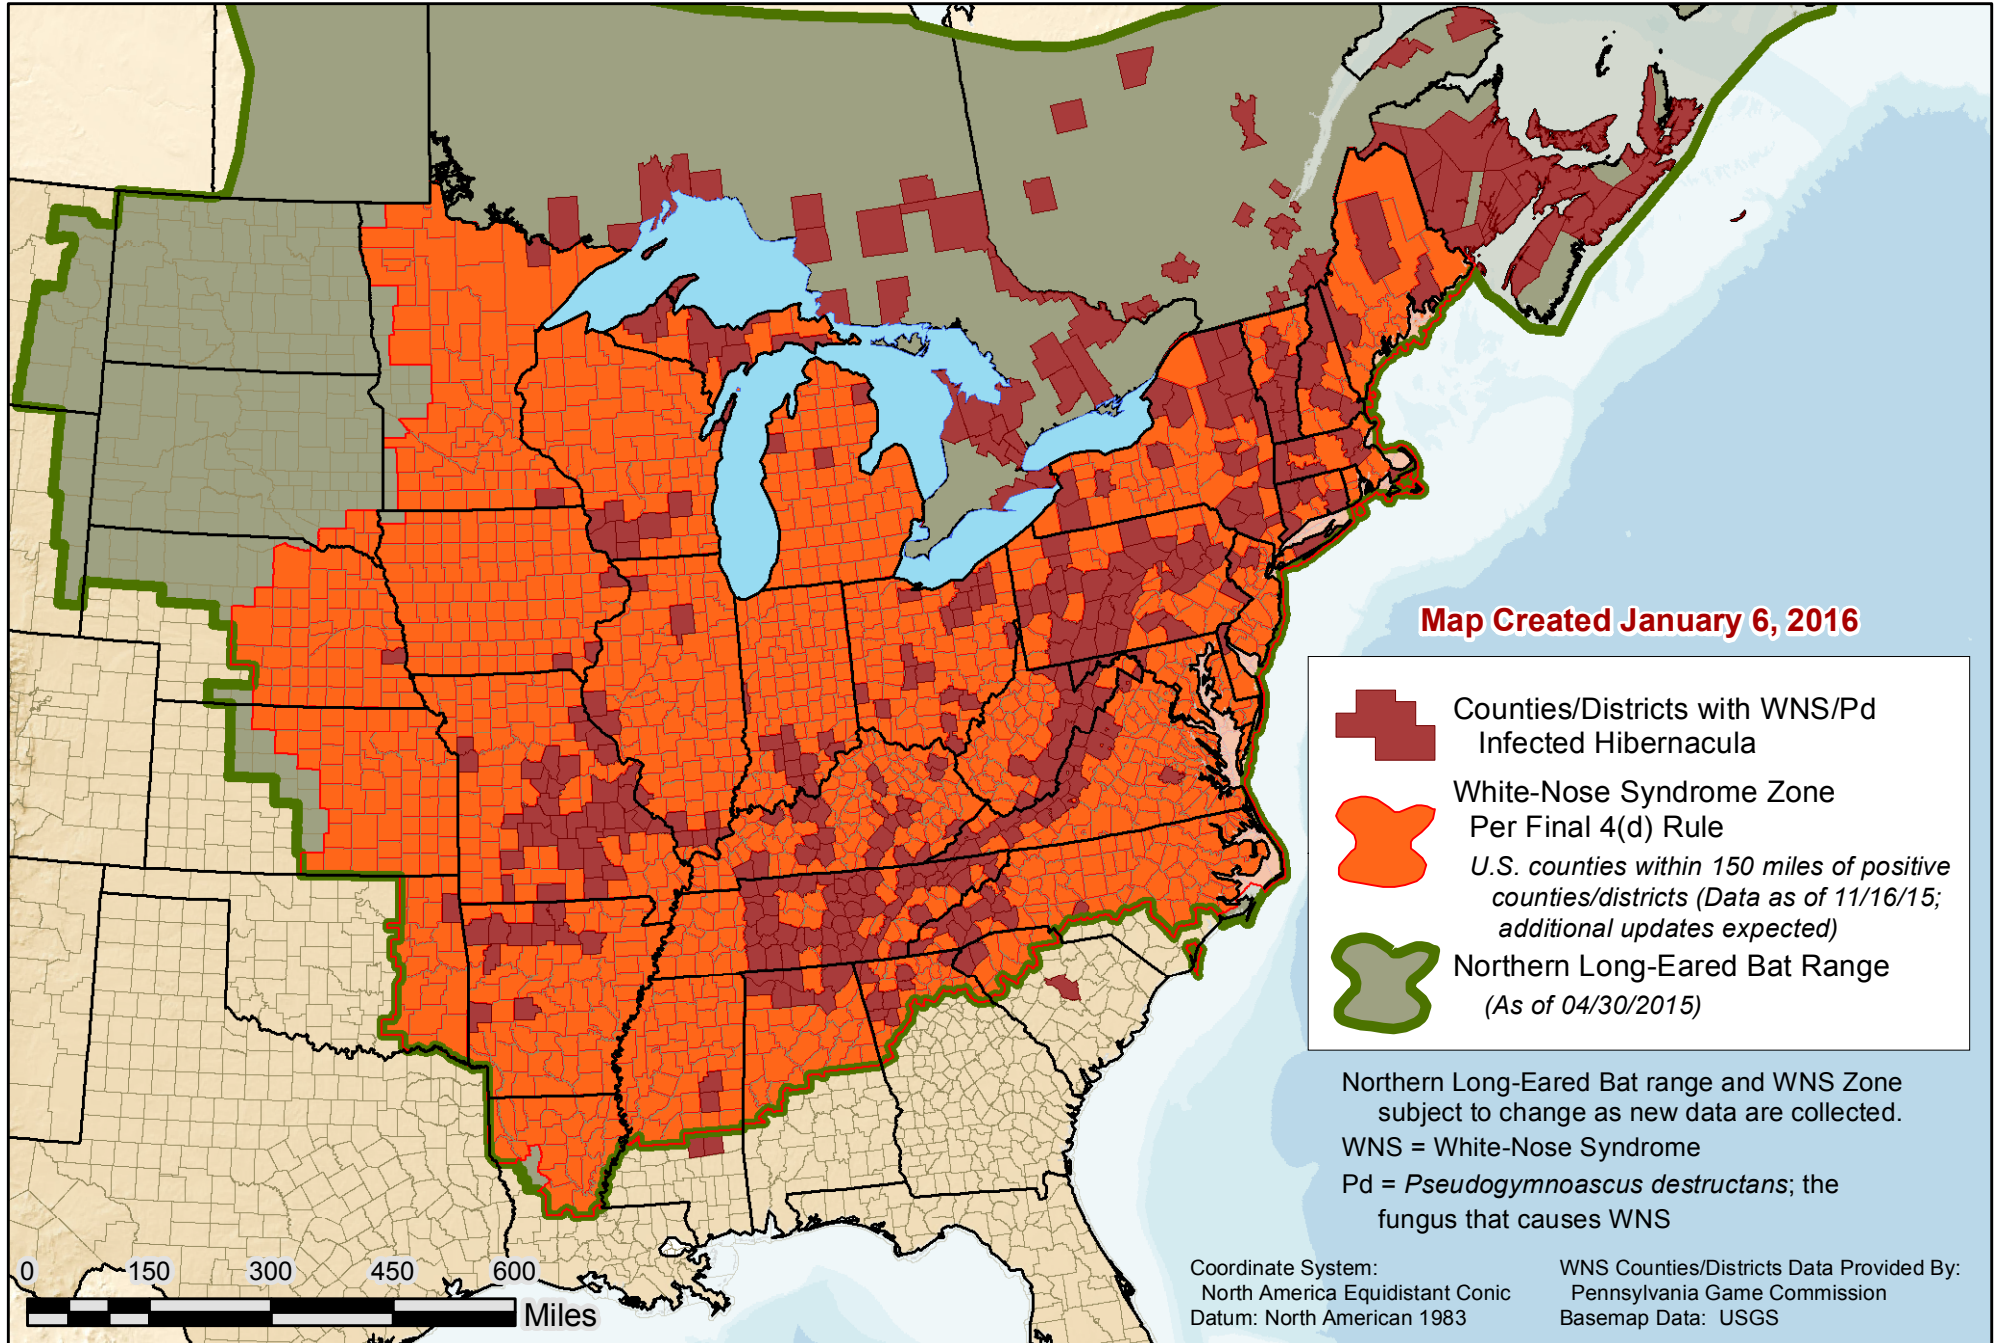 Map Created January 6, 2016
Counties/Districts with WNS/Pd
Infected Hibernacula
White-Nose Syndrome Zone
Per Final 4(d) Rule
U.S. counties within 150 miles of positive
counties/districts (Data as of 11/16/15;
additional updates expected)
Northern Long-Eared Bat Range
(As of 04/30/2015)
Northern Long-Eared Bat range and WNS Zone
subject to change as new data are collected.
WNS = White-Nose Syndrome
Pd = Pseudogymnoascus destructans; the
fungus that causes WNS
Coordinate System:
North America Equidistant Conic
Datum: North American 1983
WNS Counties/Districts Data Provided By:
Pennsylvania Game Commission
Basemap Data: USGS
0 150 300 450 600
Miles